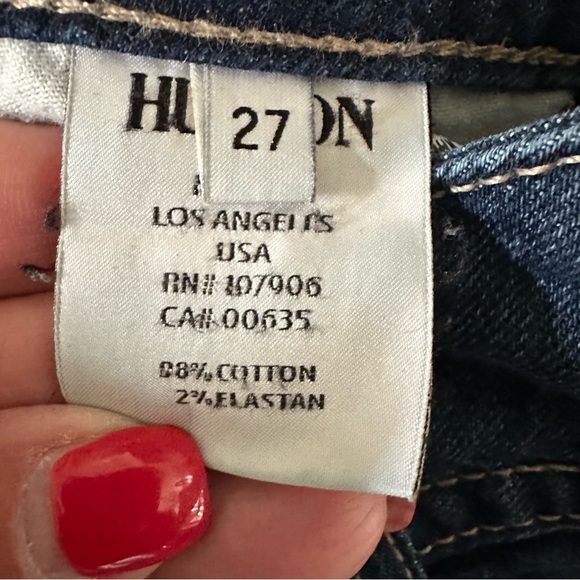 HU ON
27
LOS ANGELES
USA
RN# 107906
CA# 00635
98% COTTON
2% ELASTAN